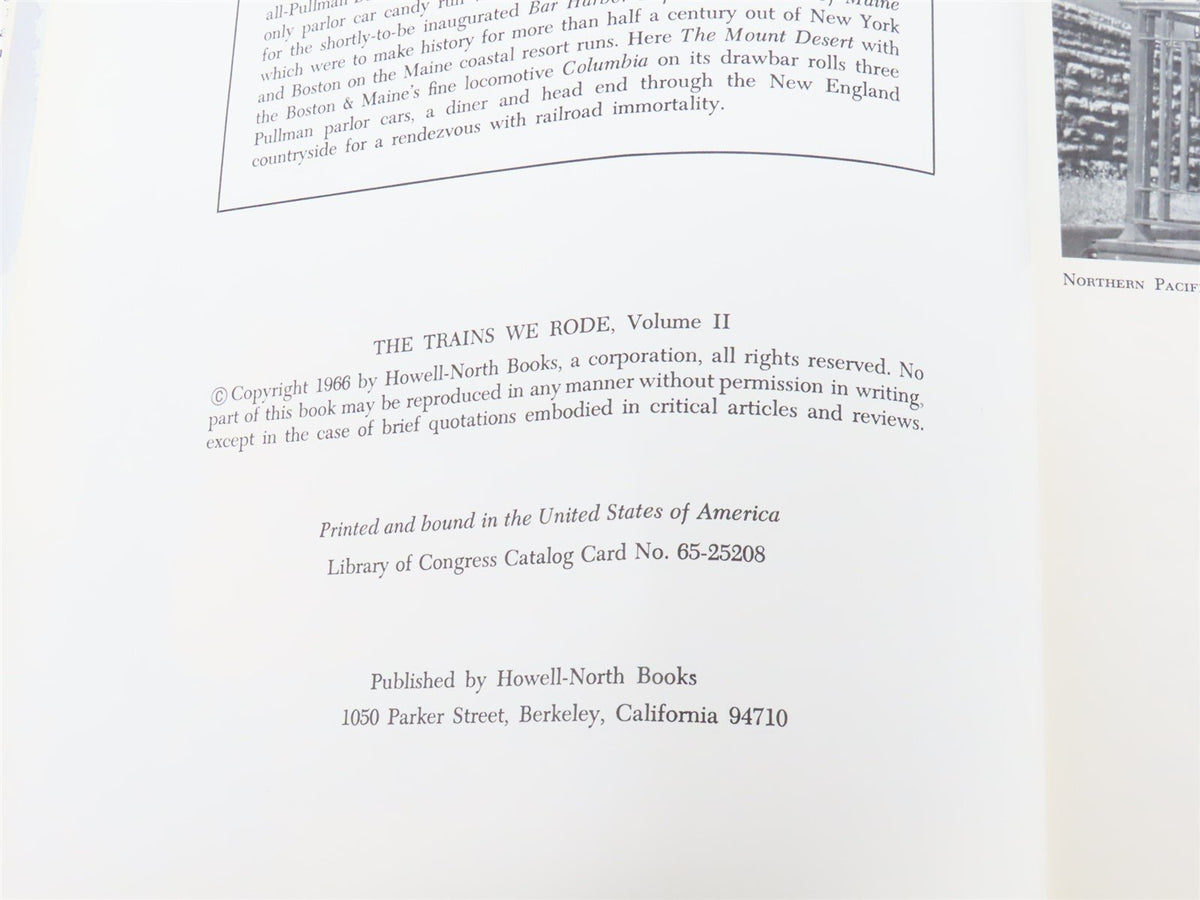 all-Pullman
only parlor car candy run
for the shortly-to-be inaugurated Bar Harbor of Maine
which were to make history for more than half a century out of New York
and Boston on the Maine coastal resort runs. Here The Mount Desert with
the Boston & Maine's fine locomotive Columbia on its drawbar rolls three
Pullman parlor cars, a diner and head end through the New England
countryside for a rendezvous with railroad immortality.
THE TRAINS WE RODE, Volume II
© Copyright 1966 by Howell-North Books, a corporation, all rights reserved. No
part of this book may be reproduced in any manner without permission in writing,
except in the case of brief quotations embodied in critical articles and reviews.
Printed and bound in the United States of America
Library of Congress Catalog Card No. 65-25208
Published by Howell-North Books
1050 Parker Street, Berkeley, California 94710
NORTHERN PACIF